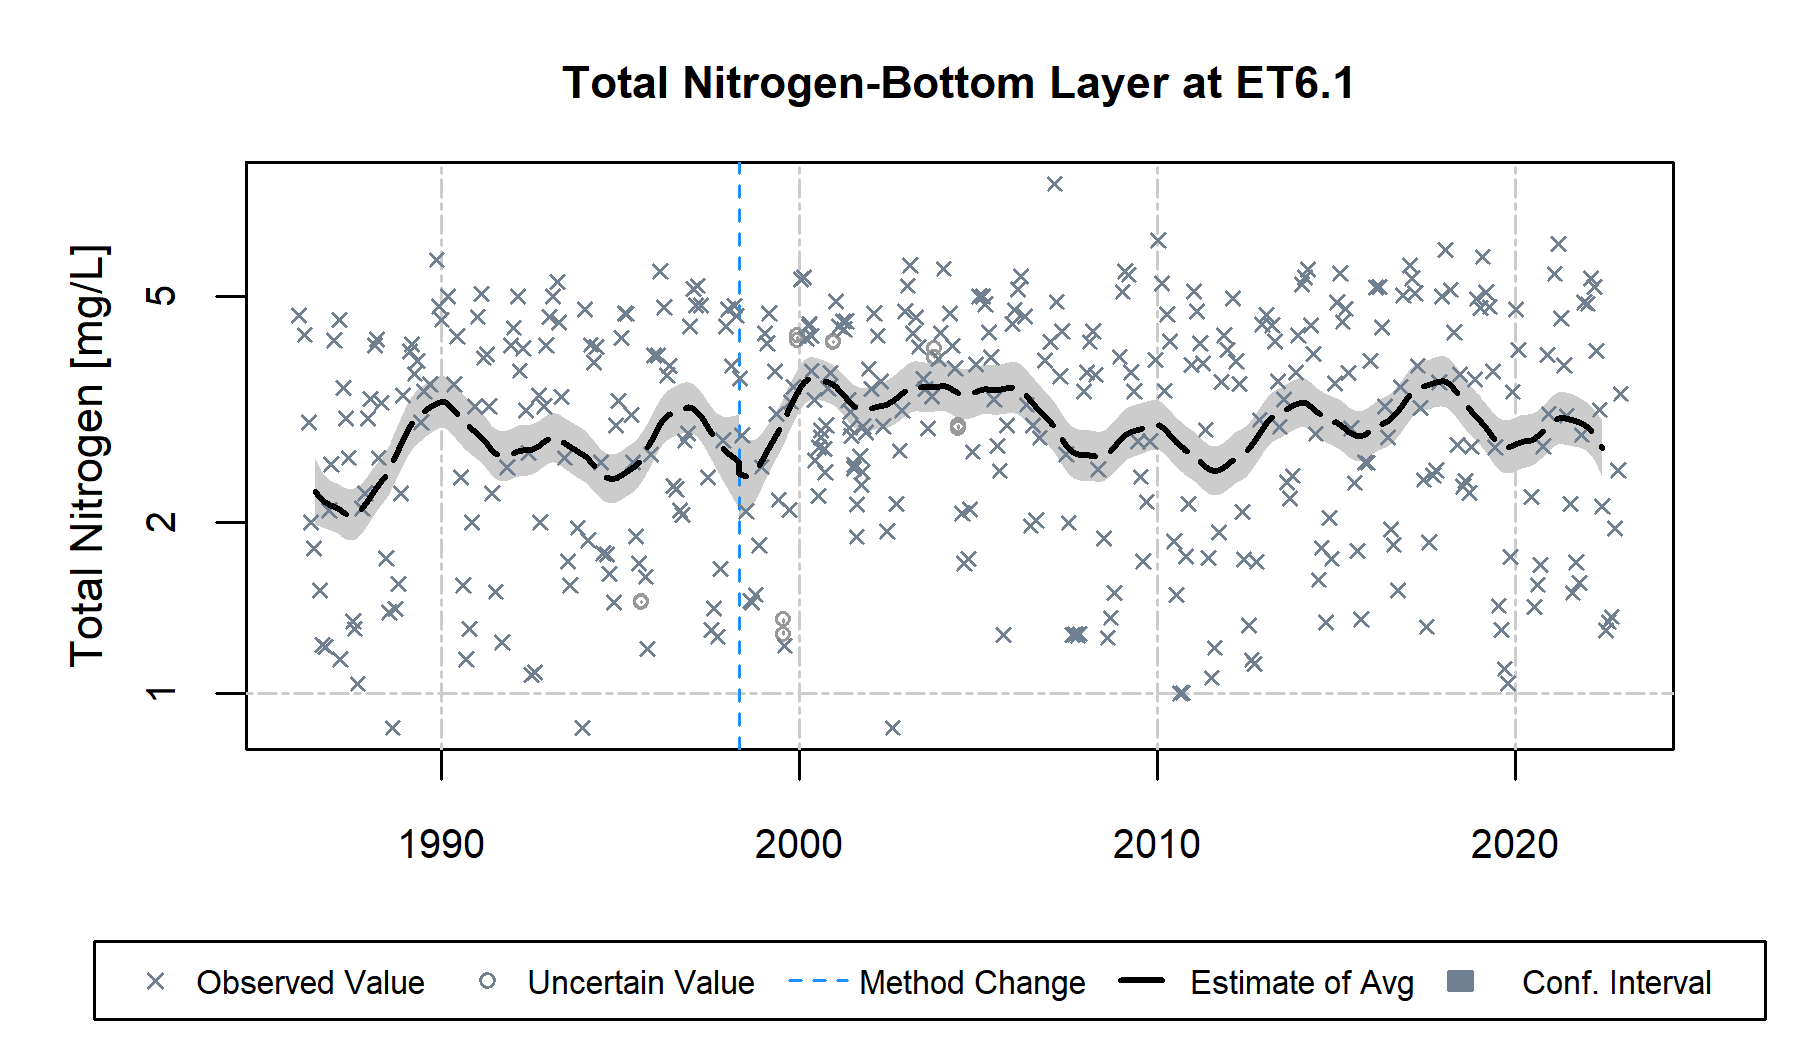 Total Nitrogen-Bottom Layer at ET6.1
Total Nitrogen [mg/L]
5
2
1
1990 2000 2010 2020
Observed Value Uncertain Value Method Change Estimate of Avg Conf. Interval